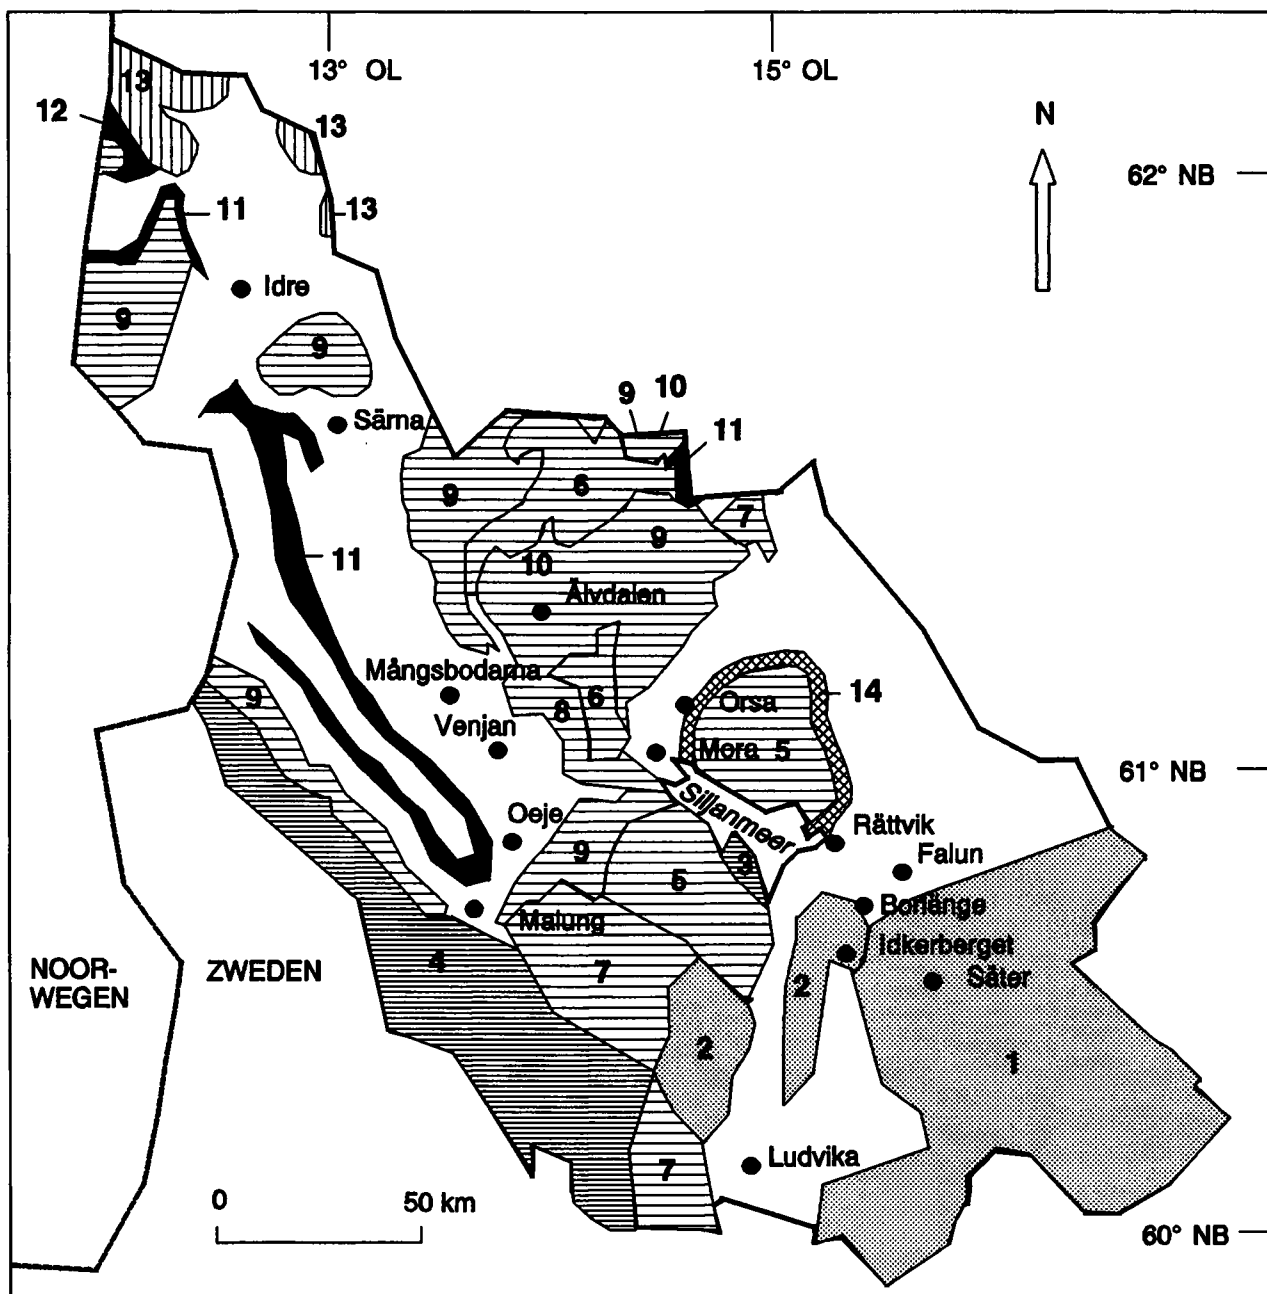 13° OL
15° OL
13
12
13
N
62° NB
13
11
Idre
9
9
9
10
Särna
11
9
6
7
9
11
10
Älvdalen
Mångsbodarna
9
8
6
Orsa
14
Venjan
Mora
5
61° NB
Siljanmeer
Oeje
Rättvik
9
3
Falun
5
Malung
Borlänge
4
Idkerberget
NOOR-
WEGEN
ZWEDEN
7
2
Säter
2
1
7
Ludvika
0
50 km
60° NB